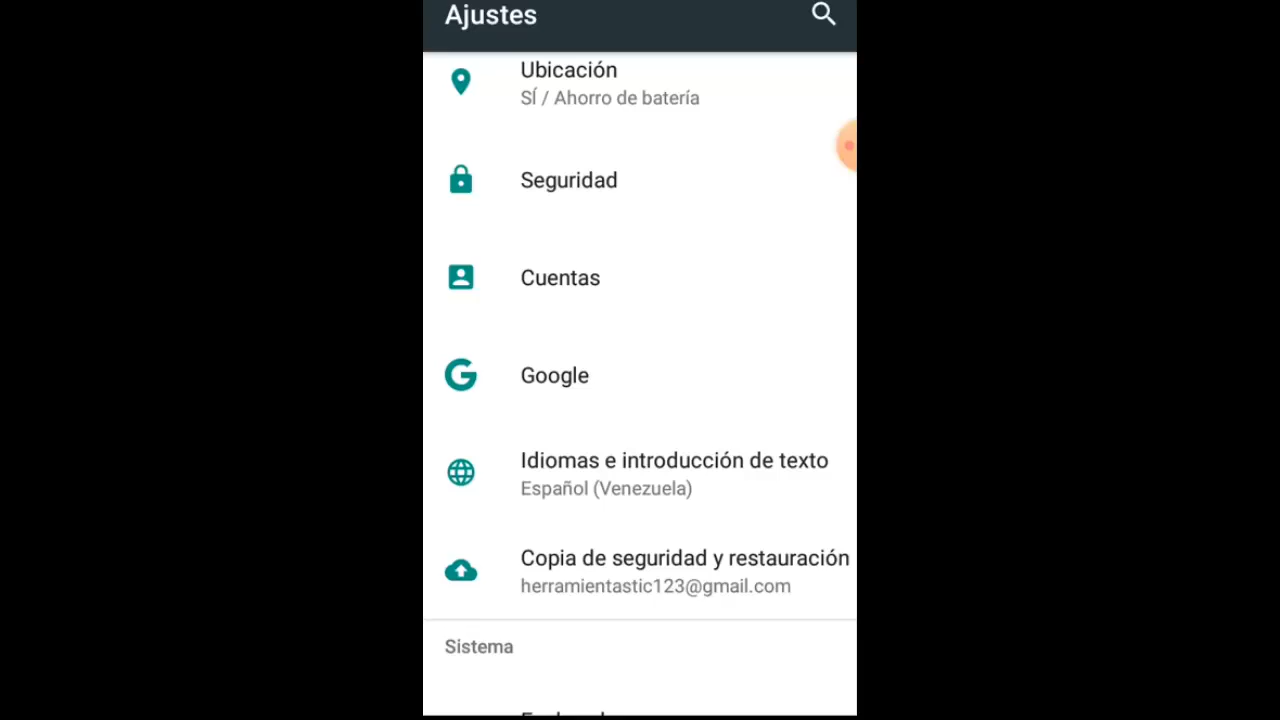 Ajustes
Ubicación
SÍ / Ahorro de batería
Seguridad
Cuentas
Google
Idiomas e introducción de texto
Español (Venezuela)
Copia de seguridad y restauración
herramientastic123@gmail.com
Sistema